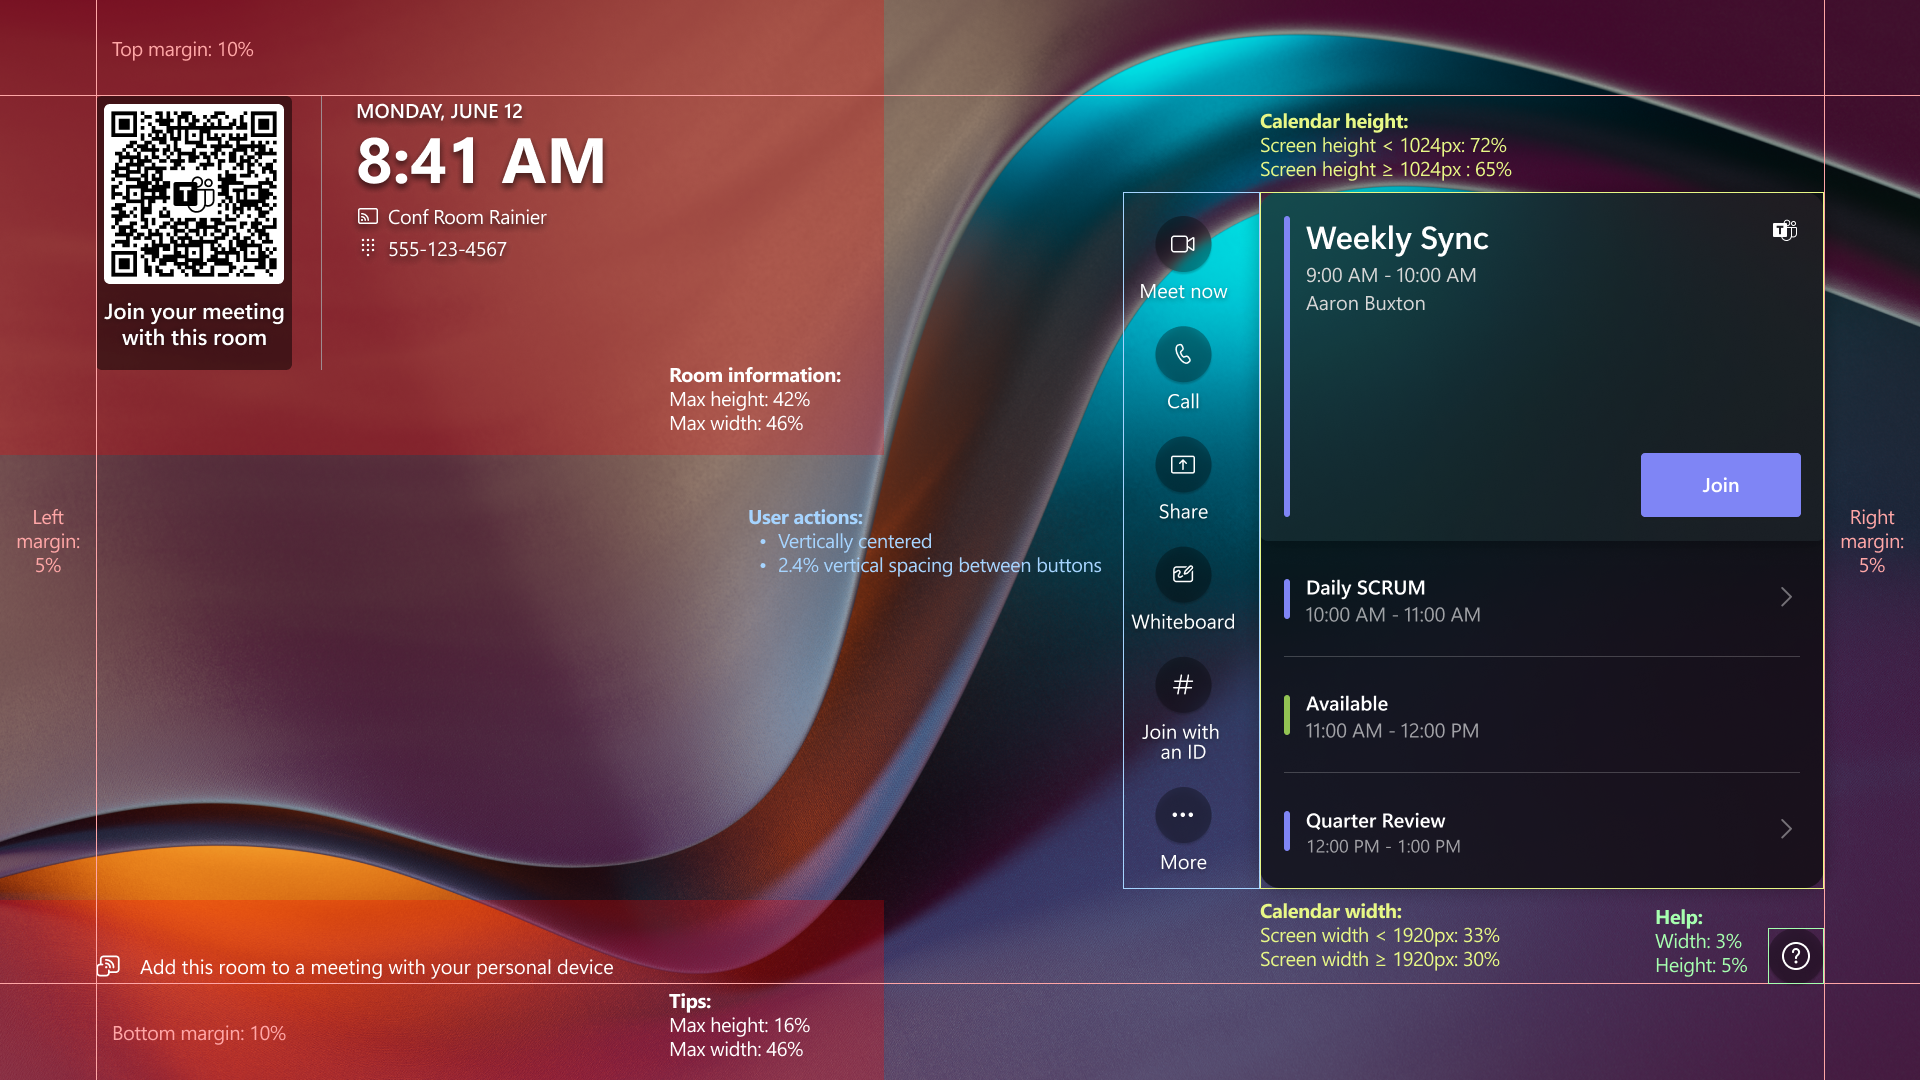 Top margin: 10%
MONDAY, JUNE 12
8:41 AM
Conf Room Rainier
555-123-4567
Join your meeting
with this room
Room information:
Max height: 42%
Max width: 46%
Left
margin:
5%
User actions:
• Vertically centered
• 2.4% vertical spacing between buttons
Meet now
Call
Share
Whiteboard
Join with
an ID
More
Calendar height:
Screen height < 1024px: 72%
Screen height ≥ 1024px : 65%
Weekly Sync
9:00 AM - 10:00 AM
Aaron Buxton
T
Join
Daily SCRUM
10:00 AM - 11:00 AM
Available
11:00 AM - 12:00 PM
Quarter Review
12:00 PM - 1:00 PM
Right
margin:
5%
Calendar width:
Screen width < 1920px: 33%
Screen width ≥ 1920px: 30%
Help:
Width: 3%
Height: 5%
Add this room to a meeting with your personal device
Tips:
Max height: 16%
Max width: 46%
Bottom margin: 10%